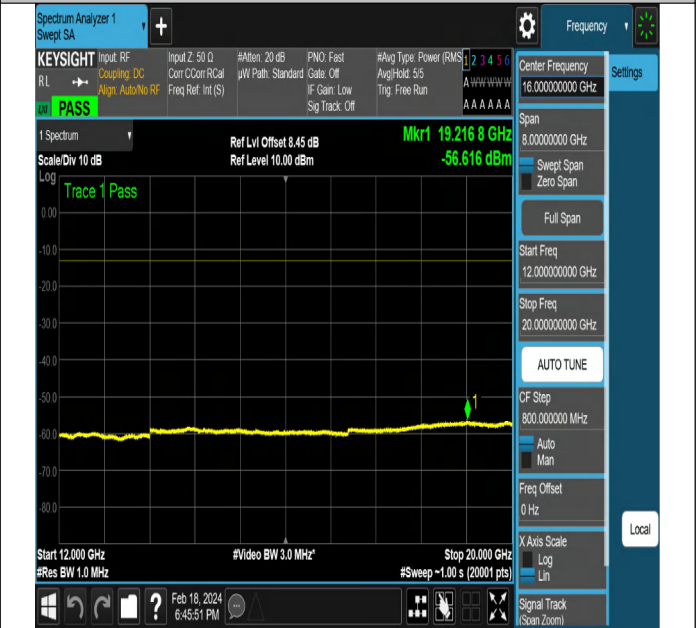 Spectrum Analyzer 1
Swept SA
+
Frequency
KEYSIGHT
RL
PASS
Input: RF
Coupling: DC
Align: Auto/No RF
Input Z: 50 Ω
Corr CCorr RCal
Freq Ref: Int (S)
#Atten: 20 dB
µW Path: Standard
PNO: Fast
Gate: Off
IF Gain: Low
Sig Track: Off
#Avg Type: Power (RMS
Avg|Hold: 5/5
Trig: Free Run
1 2 3 4 5 6
A W W W W W
A A A A A A
Center Frequency
16.000000000 GHz
Settings
1 Spectrum
Scale/Div 10 dB
Log
Ref Lvl Offset 8.45 dB
Ref Level 10.00 dBm
Mkr1 19.216 8 GHz
-56.616 dBm
Trace 1 Pass
0.00
-10.0
-20.0
-30.0
-40.0
-50.0
-60.0
-70.0
-80.0
1
Span
8.00000000 GHz
Swept Span
Zero Span
Full Span
Start Freq
12.000000000 GHz
Stop Freq
20.000000000 GHz
AUTO TUNE
CF Step
800.000000 MHz
Auto
Man
Freq Offset
0 Hz
X Axis Scale
Log
Lin
Signal Track
(Span Zoom)
Local
Start 12.000 GHz
#Res BW 1.0 MHz
#Video BW 3.0 MHz*
Stop 20.000 GHz
#Sweep ~1.00 s (20001 pts)
?
Feb 18, 2024
6:45:51 PM